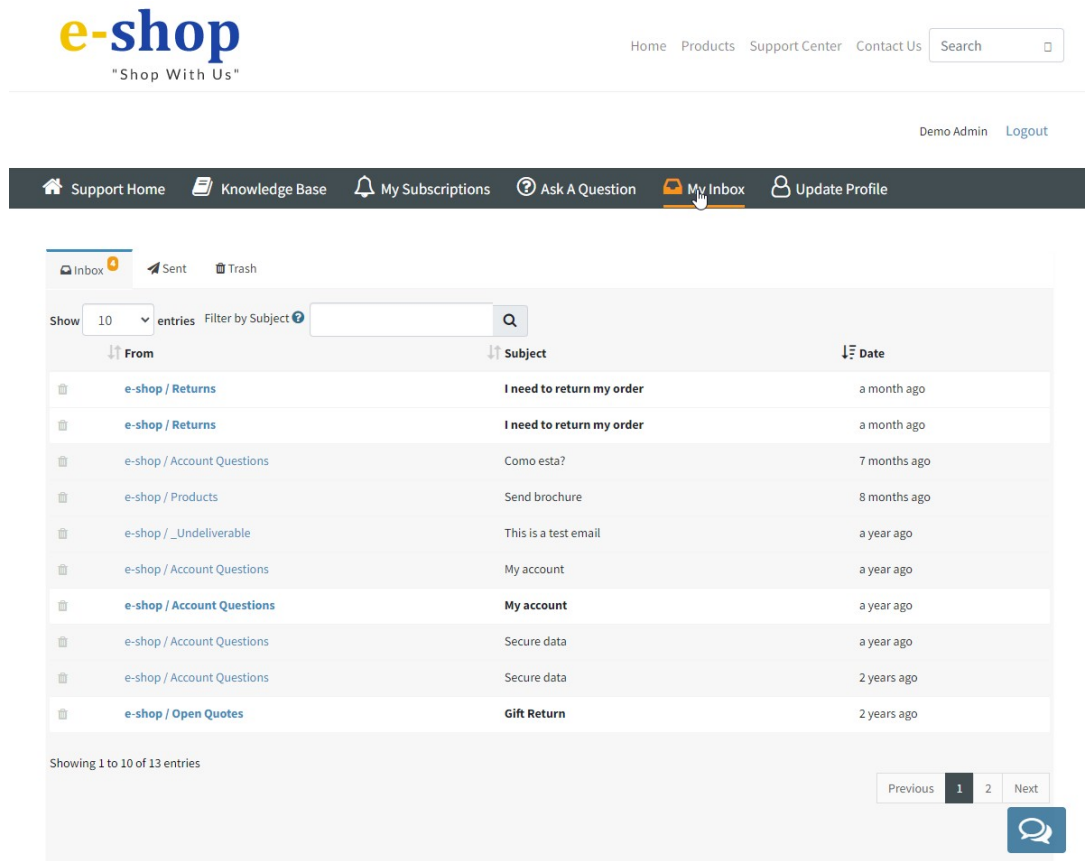 e-shop
"Shop With Us"
Home Products Support Center Contact Us Search
Demo Admin Logout
Support Home Knowledge Base My Subscriptions Ask A Question My Inbox Update Profile
Inbox 4 Sent Trash
Show 10 entries Filter by Subject
From Subject Date
e-shop / Returns I need to return my order a month ago
e-shop / Returns I need to return my order a month ago
e-shop / Account Questions Como esta? 7 months ago
e-shop / Products Send brochure 8 months ago
e-shop / _Undeliverable This is a test email a year ago
e-shop / Account Questions My account a year ago
e-shop / Account Questions My account a year ago
e-shop / Account Questions Secure data a year ago
e-shop / Account Questions Secure data 2 years ago
e-shop / Open Quotes Gift Return 2 years ago
Showing 1 to 10 of 13 entries
Previous 1 2 Next